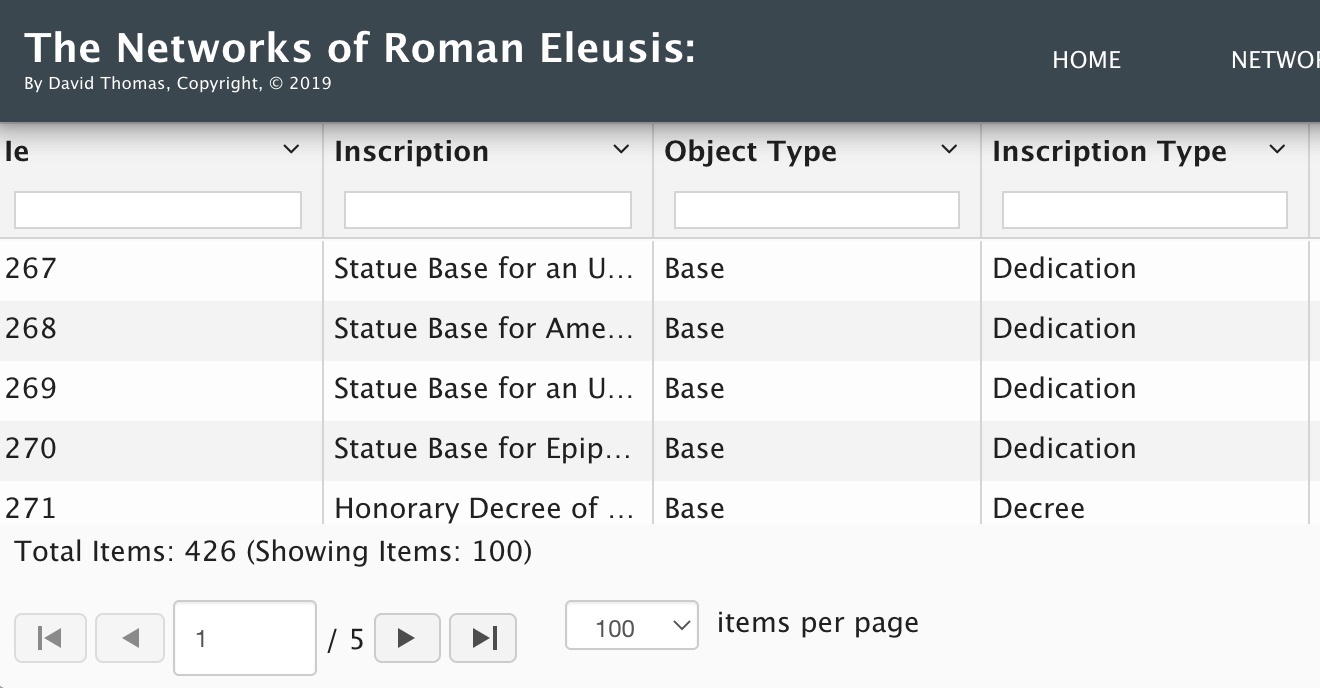 The Networks of Roman Eleusis:
By David Thomas, Copyright, © 2019
HOME NETWOR
le Inscription Object Type Inscription Type
267 Statue Base for an U... Base Dedication
268 Statue Base for Ame... Base Dedication
269 Statue Base for an U... Base Dedication
270 Statue Base for Epip... Base Dedication
271 Honorary Decree of ... Base Decree
Total Items: 426 (Showing Items: 100)
1 / 5 100 items per page